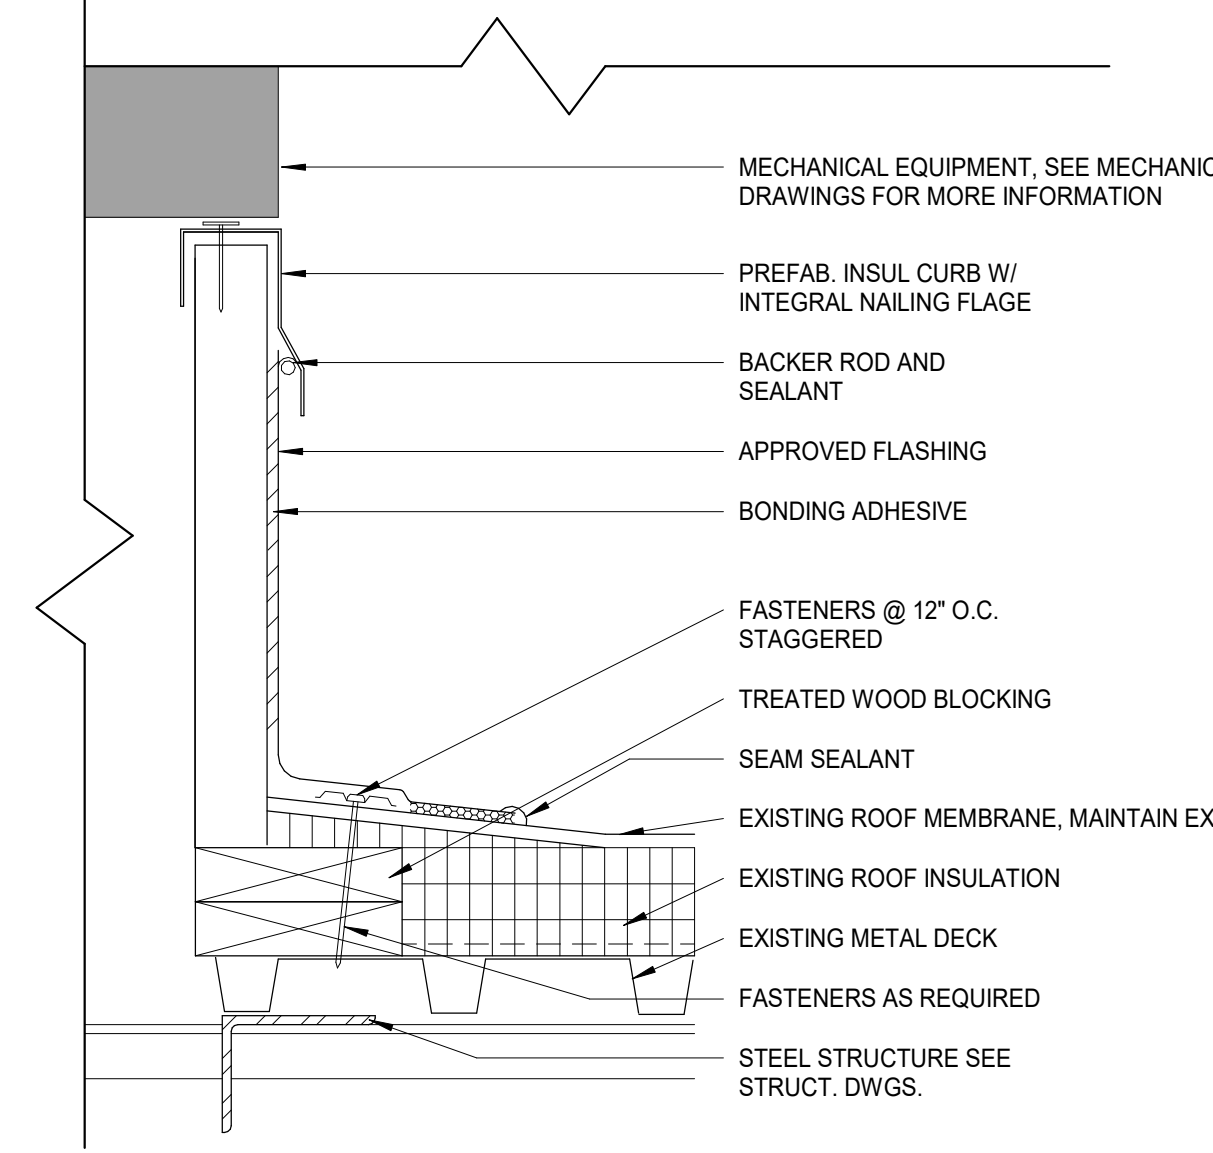 MECHANICAL EQUIPMENT, SEE MECHANIC
DRAWINGS FOR MORE INFORMATION
PREFAB. INSUL CURB W/
INTEGRAL NAILING FLAGE
BACKER ROD AND
SEALANT
APPROVED FLASHING
BONDING ADHESIVE
FASTENERS @ 12" O.C.
STAGGERED
TREATED WOOD BLOCKING
SEAM SEALANT
EXISTING ROOF MEMBRANE, MAINTAIN EX
EXISTING ROOF INSULATION
EXISTING METAL DECK
FASTENERS AS REQUIRED
STEEL STRUCTURE SEE
STRUCT. DWGS.